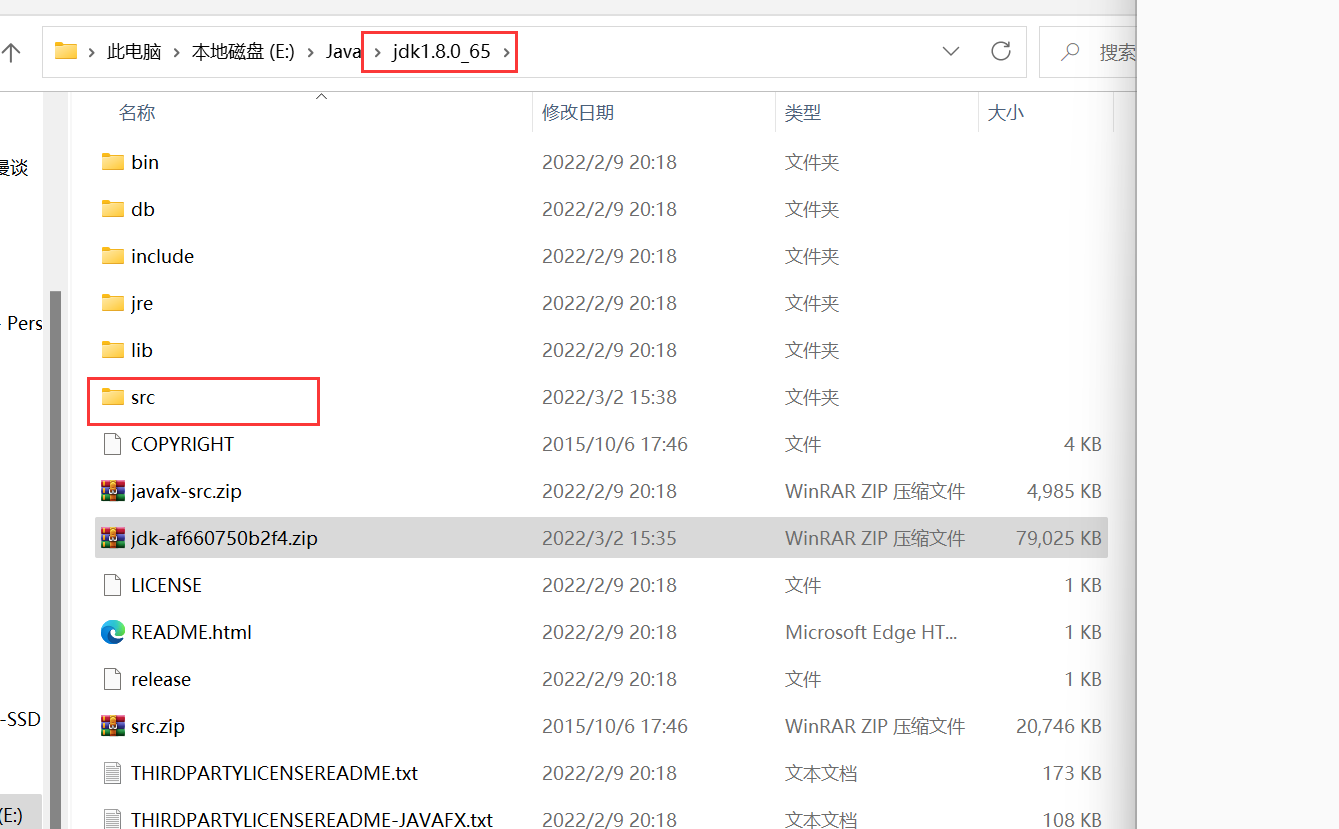 此电脑 本地磁盘 (E:) Java jdk1.8.0_65 搜索
名称 修改日期 类型 大小
bin 2022/2/9 20:18 文件夹
漫谈
db 2022/2/9 20:18 文件夹
include 2022/2/9 20:18 文件夹
jre 2022/2/9 20:18 文件夹
- Pers
lib 2022/2/9 20:18 文件夹
src 2022/3/2 15:38 文件夹
COPYRIGHT 2015/10/6 17:46 文件 4 KB
javafx-src.zip 2022/2/9 20:18 WinRAR ZIP 压缩文件 4,985 KB
jdk-af660750b2f4.zip 2022/3/2 15:35 WinRAR ZIP 压缩文件 79,025 KB
LICENSE 2022/2/9 20:18 文件 1 KB
README.html 2022/2/9 20:18 Microsoft Edge HT... 1 KB
release 2022/2/9 20:18 文件 1 KB
-SSD
src.zip 2015/10/6 17:46 WinRAR ZIP 压缩文件 20,746 KB
THIRDPARTYLICENSEREADME.txt 2022/2/9 20:18 文本文档 173 KB
(E:)
THIRDPARTYLICENSEREADME-JAVAFX.txt 2022/2/9 20:18 文本文档 108 KB